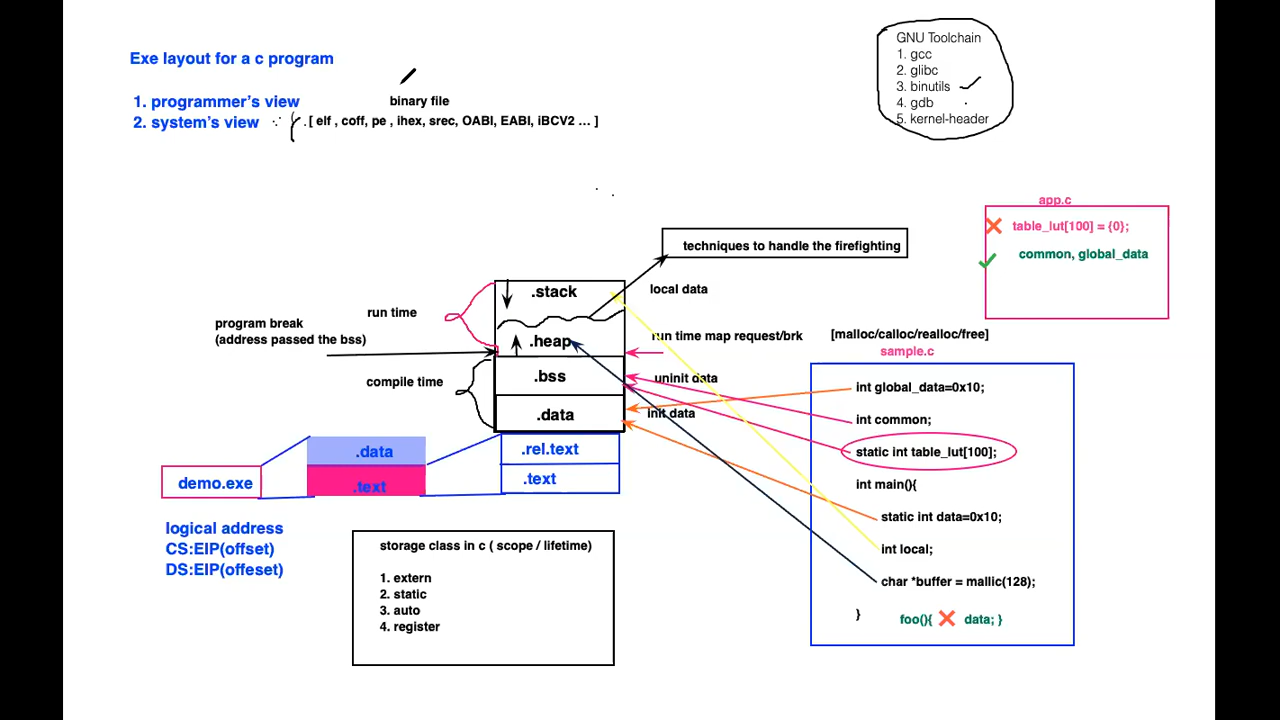 Exe layout for a c program
1. programmer's view
2. system's view
binary file
.[ elf , coff, pe , ihex, srec, OABI, EABI, iBCV2 ... ]
GNU Toolchain
1. gcc
2. glibc
3. binutils
4. gdb
5. kernel-header
app.c
table_lut[100] = {0};
common, global_data
techniques to handle the firefighting
.stack
local data
run time
program break
(address passed the bss)
.heap
run time map request/brk
[malloc/calloc/realloc/free]
sample.c
compile time
.bss
uninit data
.data
init data
int global_data=0x10;
int common;
static int table_lut[100];
int main(){
static int data=0x10;
int local;
char *buffer = mallic(128);
}
foo(){ data; }
.data
.text
.rel.text
.text
demo.exe
logical address
CS:EIP(offset)
DS:EIP(offeset)
storage class in c ( scope / lifetime)
1. extern
2. static
3. auto
4. register